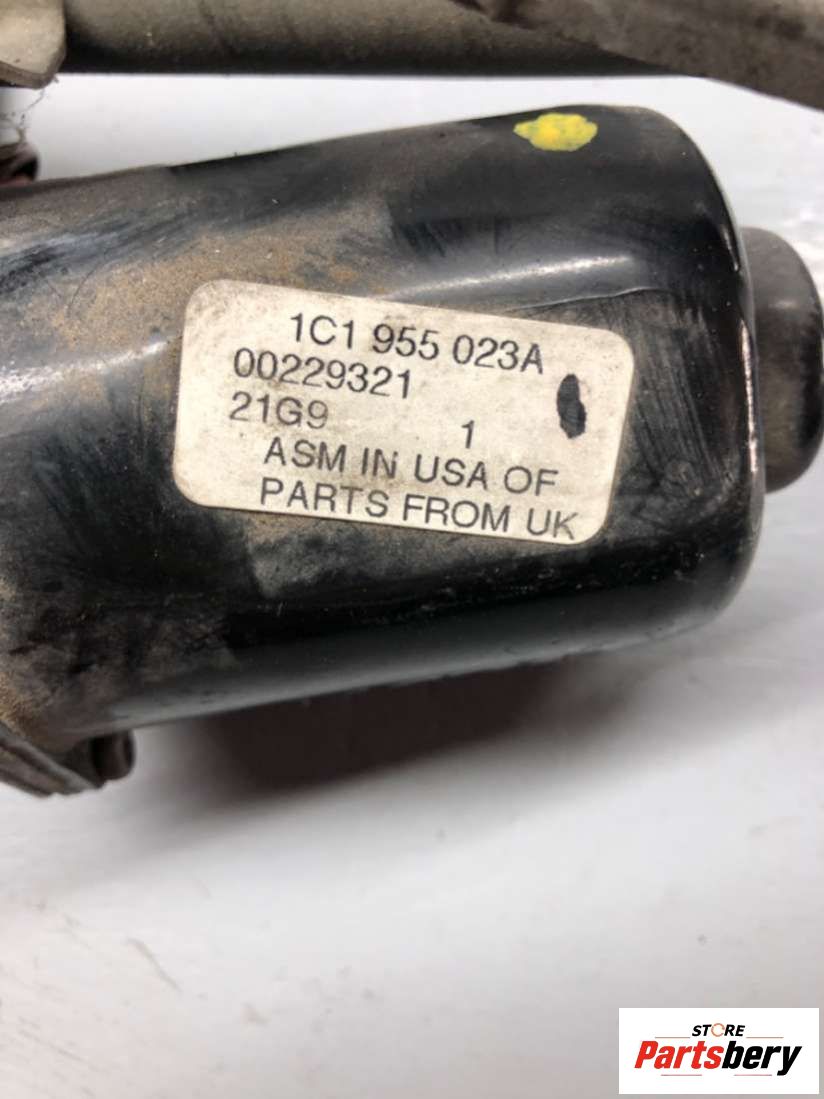 1C1 955 023A
00229321
21G9 1
ASM IN USA OF
PARTS FROM UK
STORE
Partsbery